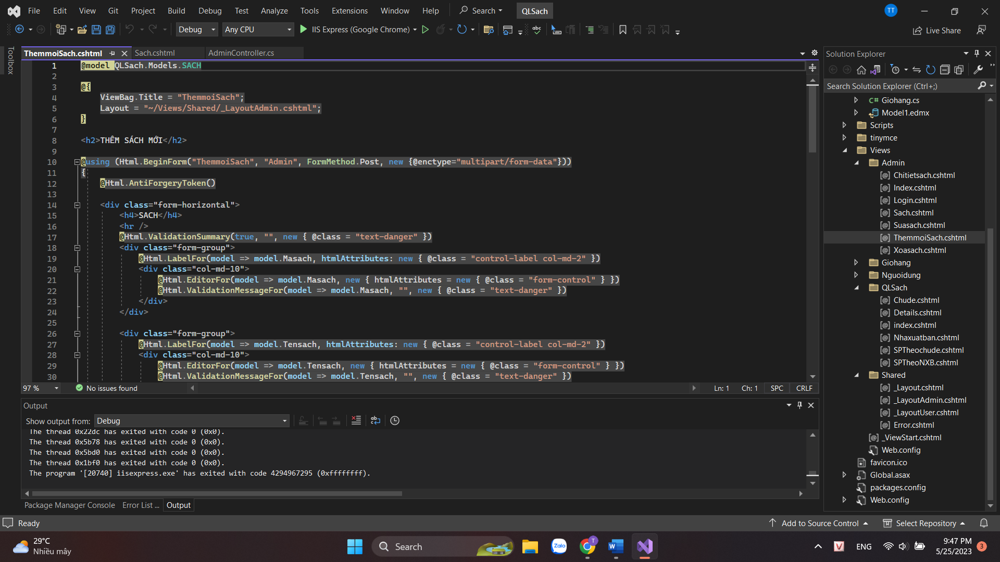 File Edit View Git Project Build Debug Test Analyze Tools Extensions Window Help Search QLSach TT
Debug Any CPU IIS Express (Google Chrome) Live Share
Toolbox
ThemmoiSach.cshtml Sach.cshtml AdminController.cs
1 @model QLSach.Models.SACH
2
3 @{
4 ViewBag.Title = "ThemmoiSach";
5 Layout = "~/Views/Shared/_LayoutAdmin.cshtml";
6 }
7
8 <h2>THÊM SÁCH MỚI</h2>
9
10 @using (Html.BeginForm("ThemmoiSach", "Admin", FormMethod.Post, new {@enctype="multipart/form-data"}))
11 {
12 @Html.AntiForgeryToken()
13
14 <div class="form-horizontal">
15 <h4>SACH</h4>
16 <hr />
17 @Html.ValidationSummary(true, "", new { @class = "text-danger" })
18 <div class="form-group">
19 @Html.LabelFor(model => model.Masach, htmlAttributes: new { @class = "control-label col-md-2" })
20 <div class="col-md-10">
21 @Html.EditorFor(model => model.Masach, new { htmlAttributes = new { @class = "form-control" } })
22 @Html.ValidationMessageFor(model => model.Masach, "", new { @class = "text-danger" })
23 </div>
24 </div>
25
26 <div class="form-group">
27 @Html.LabelFor(model => model.Tensach, htmlAttributes: new { @class = "control-label col-md-2" })
28 <div class="col-md-10">
29 @Html.EditorFor(model => model.Tensach, new { htmlAttributes = new { @class = "form-control" } })
30 @Html.ValidationMessageFor(model => model.Tensach, "", new { @class = "text-danger" })
97 % No issues found Ln: 1 Ch: 1 SPC CRLF
Output
Show output from: Debug
The thread 0x22dc has exited with code 0 (0x0).
The thread 0x5b78 has exited with code 0 (0x0).
The thread 0x5bd0 has exited with code 0 (0x0).
The thread 0x1bf0 has exited with code 0 (0x0).
The program '[20740] iisexpress.exe' has exited with code 4294967295 (0xffffffff).
Package Manager Console Error List ... Output
Solution Explorer
Search Solution Explorer (Ctrl+;)
C# Giohang.cs
Model1.edmx
Scripts
tinymce
Views
Admin
Chitietsach.cshtml
Index.cshtml
Login.cshtml
Sach.cshtml
Suasach.cshtml
ThemmoiSach.cshtml
Xoasach.cshtml
Giohang
Nguoidung
QLSach
Chude.cshtml
Details.cshtml
index.cshtml
Nhaxuatban.cshtml
SPTheochude.cshtml
SPTheoNXB.cshtml
Shared
_Layout.cshtml
_LayoutAdmin.cshtml
_LayoutUser.cshtml
Error.cshtml
_ViewStart.cshtml
Web.config
favicon.ico
Global.asax
packages.config
Web.config
Ready Add to Source Control Select Repository
29°C
Nhiều mây
Search
Zalo
T
W
V
ENG
9:47 PM
5/25/2023
3